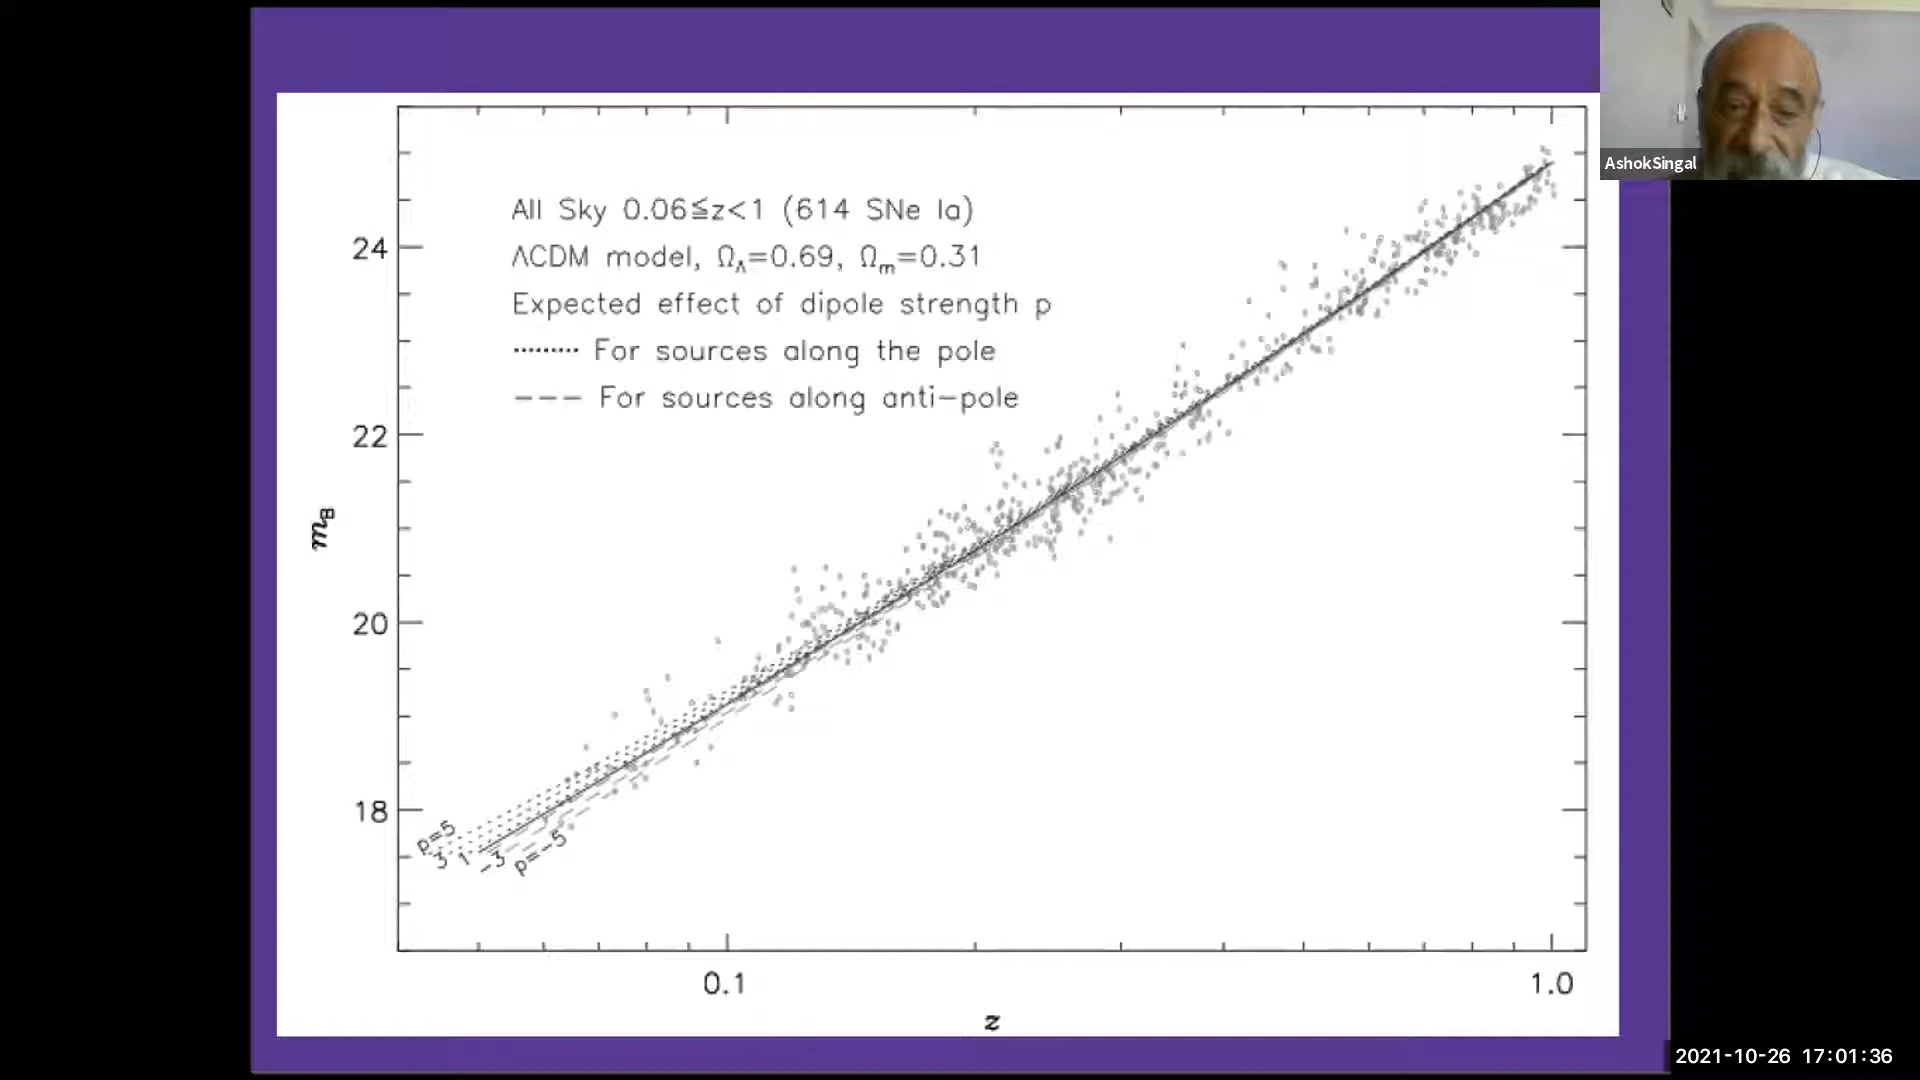 AshokSingal
All Sky 0.06≦z<1 (614 SNe Ia)
ΛCDM model, Ω_Λ=0.69, Ω_m=0.31
Expected effect of dipole strength p
For sources along the pole
For sources along anti-pole
24
22
20
18
m_B
p=5
3
1
-3
p=-5
0.1
1.0
z
2021-10-26 17:01:36